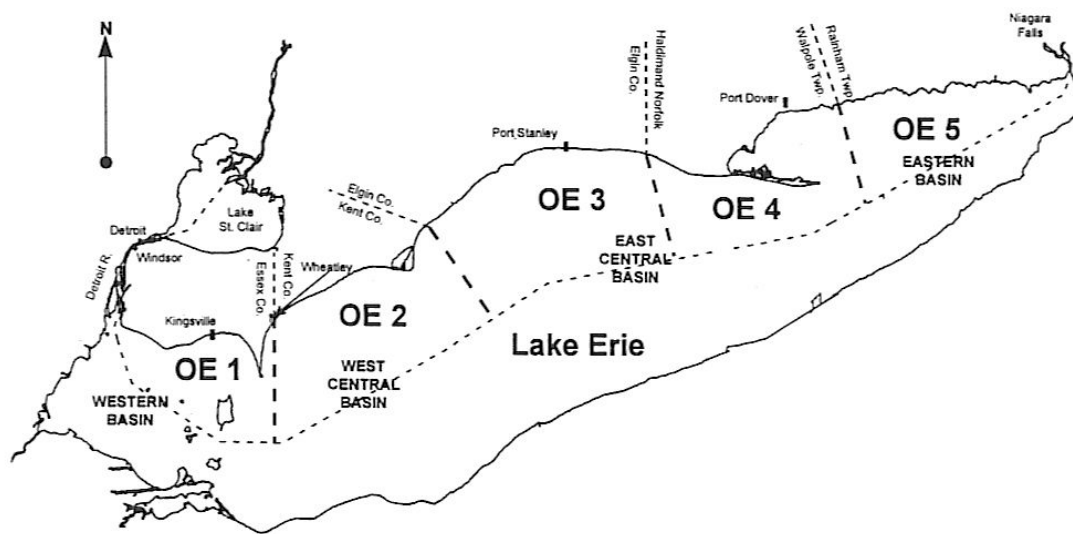 N
Niagara
Falls
Haldimand Norfolk
Elgin Co.
Rainham Twp.
Walpole Twp.
Port Dover
Port Stanley
OE 5
EASTERN
BASIN
Elgin Co.
Kent Co.
OE 3
OE 4
Lake
St. Clair
Detroit
Windsor
Detroit R.
Kent Co.
Essex Co.
Wheatley
EAST
CENTRAL
BASIN
Kingsville
OE 2
OE 1
Lake Erie
WEST
CENTRAL
BASIN
WESTERN
BASIN